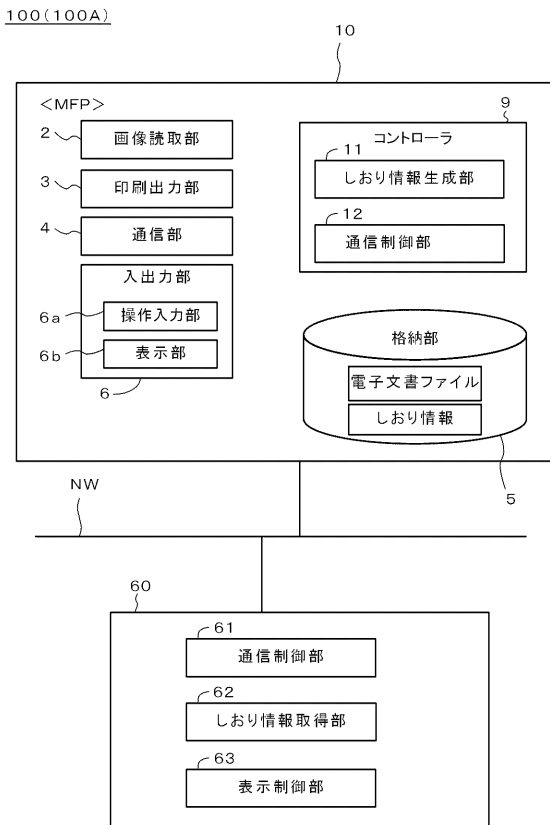 100(100A)
10
<MFP>
2
画像読取部
3
印刷出力部
4
通信部
入出力部
6a
操作入力部
6b
表示部
6
9
コントローラ
11
しおり情報生成部
12
通信制御部
格納部
電子文書ファイル
しおり情報
5
NW
60
61
通信制御部
62
しおり情報取得部
63
表示制御部